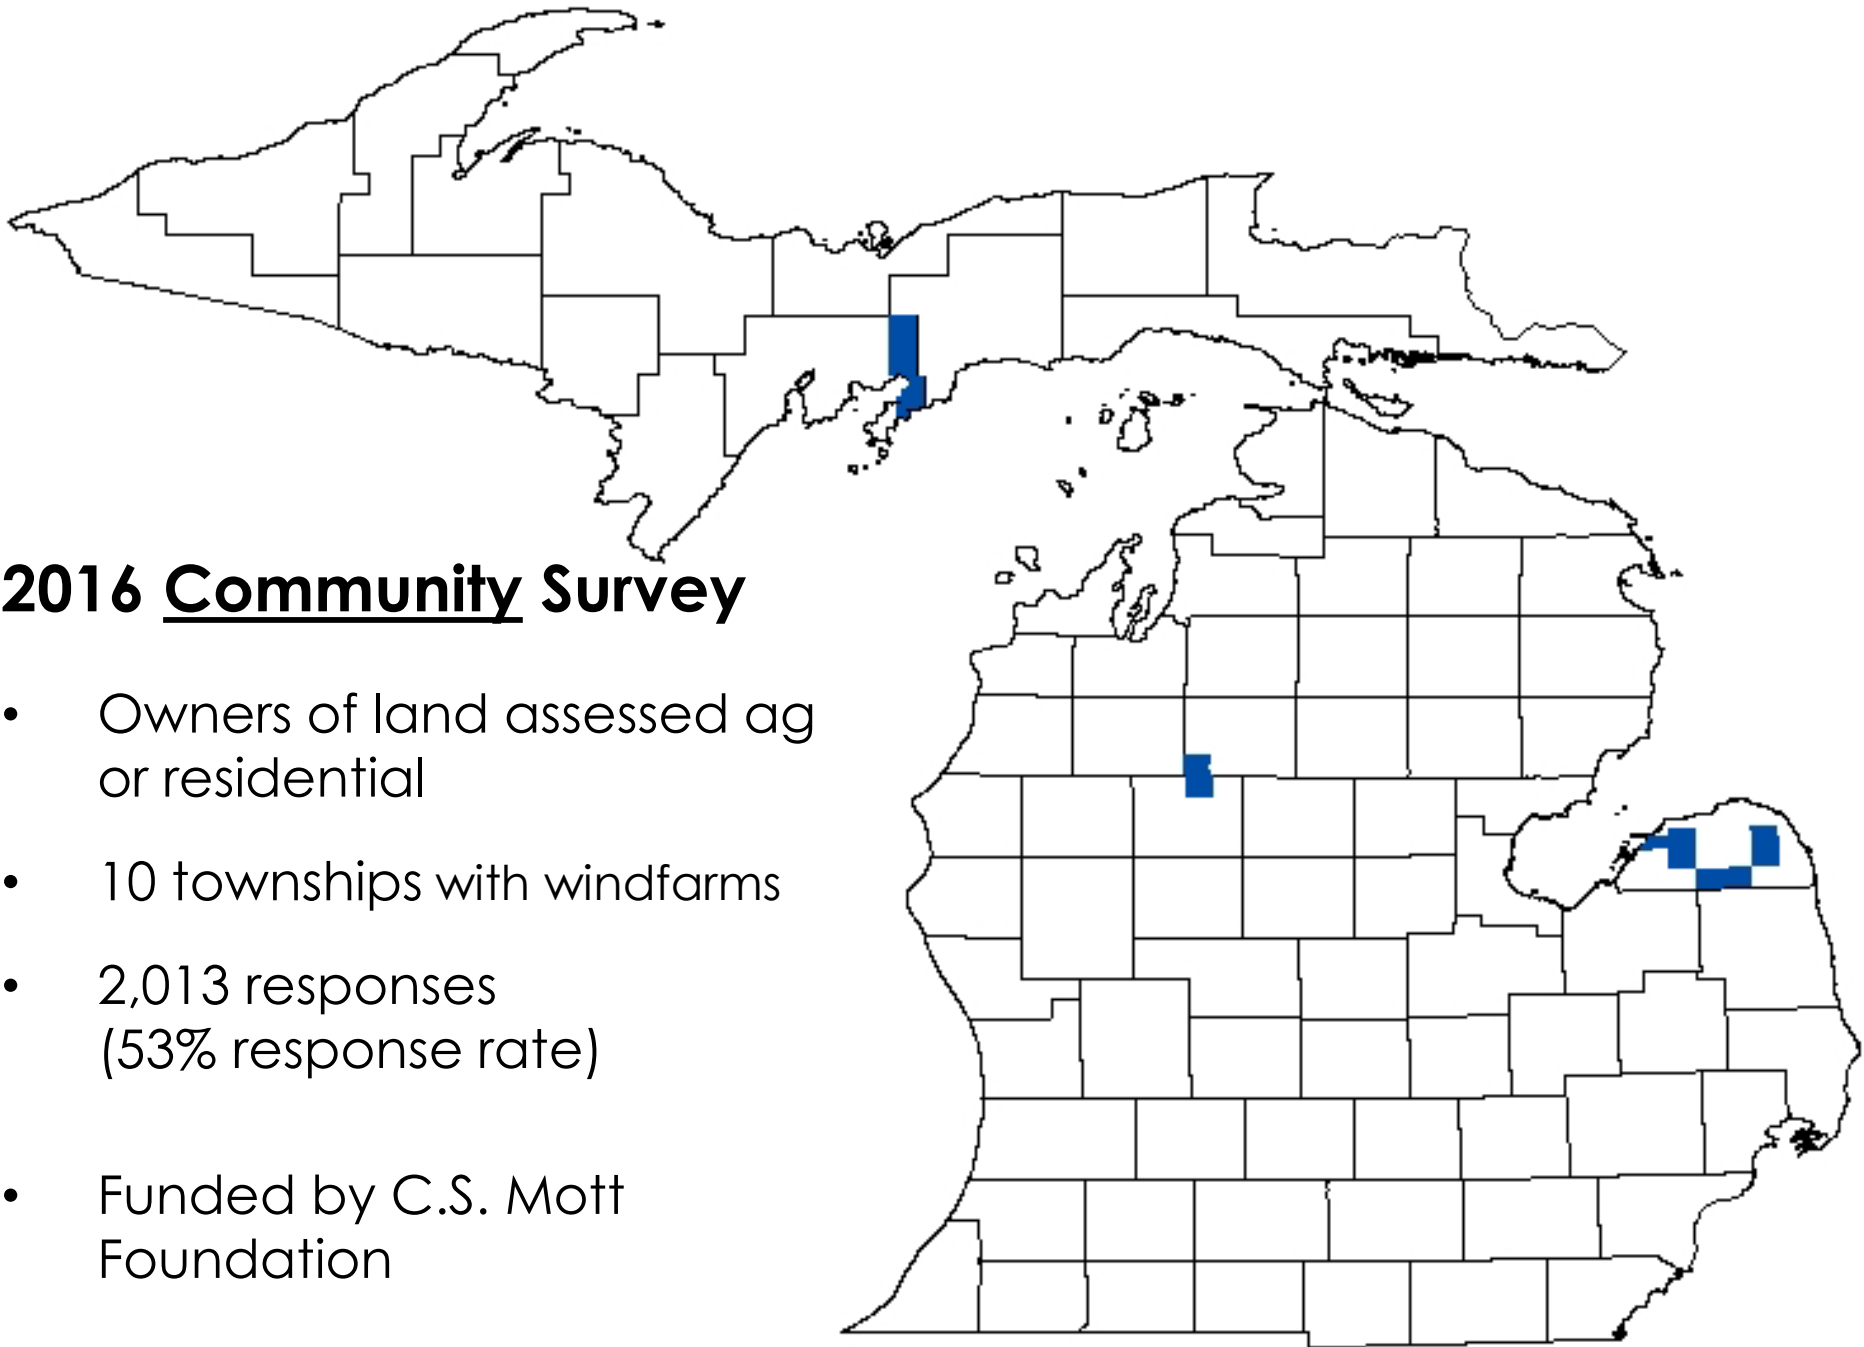 2016 Community Survey
• Owners of land assessed ag
or residential
• 10 townships with windfarms
• 2,013 responses
(53% response rate)
• Funded by C.S. Mott
Foundation